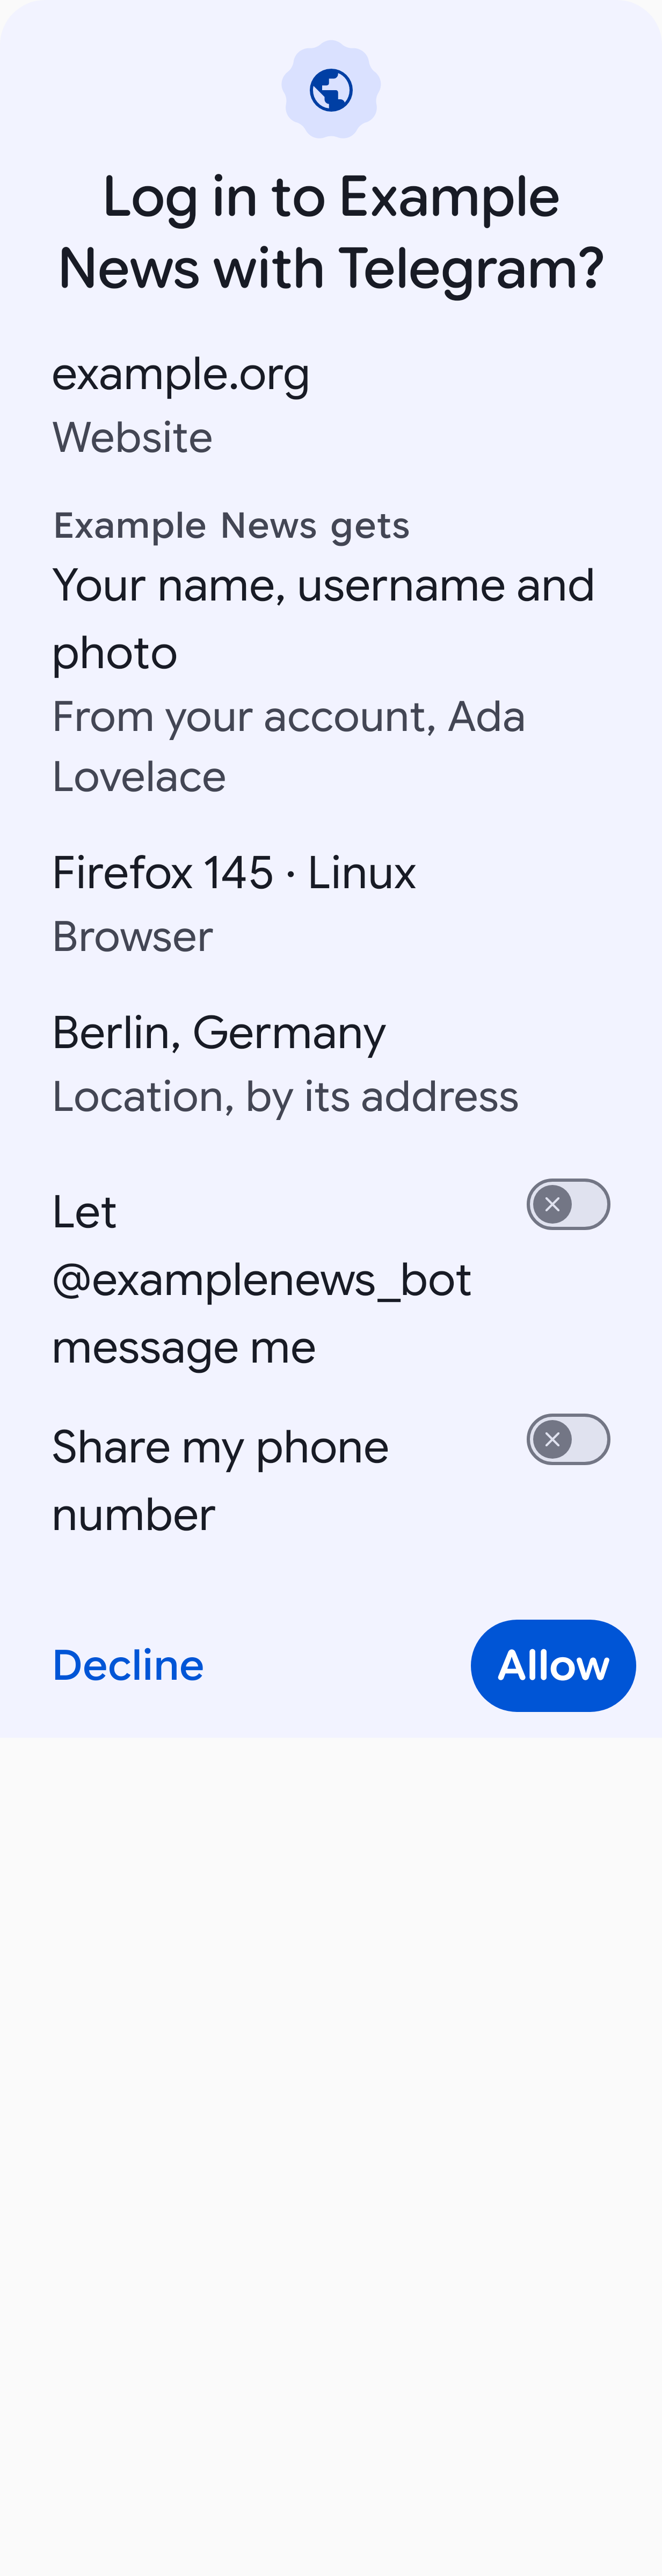 Log in to Example
News with Telegram?
example.org
Website
Example News gets
Your name, username and
photo
From your account, Ada
Lovelace
Firefox 145 · Linux
Browser
Berlin, Germany
Location, by its address
Let
@examplenews_bot
message me
Share my phone
number
Decline
Allow